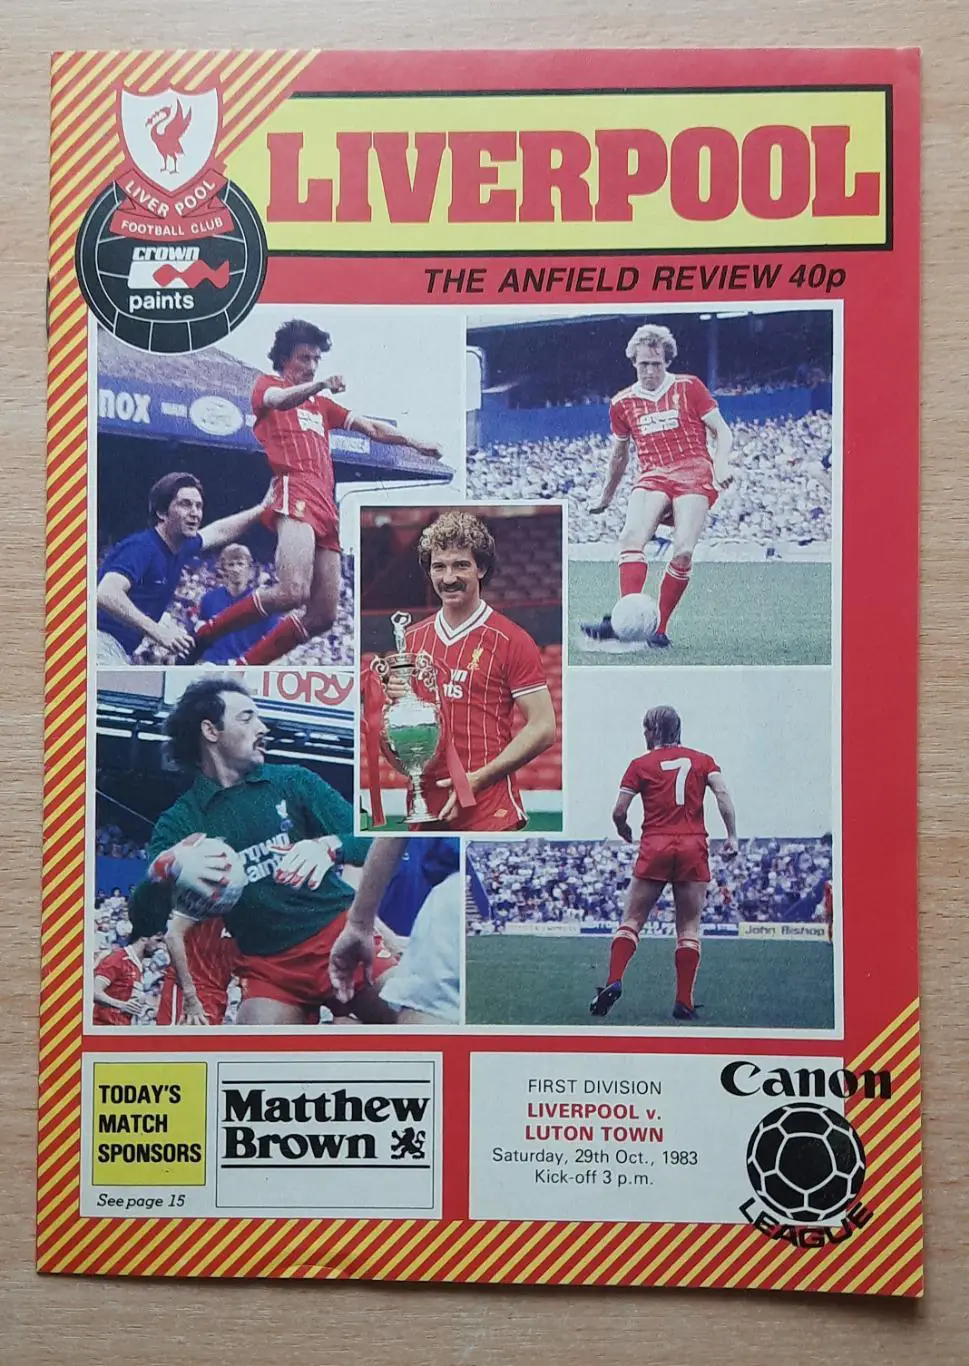 LIVERPOOL
LIVER POOL
FOOTBALL CLUB
crown
paints
THE ANFIELD REVIEW 40p
NOX
TORY
7
John Bishop
TODAY'S
MATCH
SPONSORS
See page 15
Matthew
Brown
FIRST DIVISION
LIVERPOOL v.
LUTON TOWN
Saturday, 29th Oct., 1983
Kick-off 3 p.m.
Canon
LEAGUE